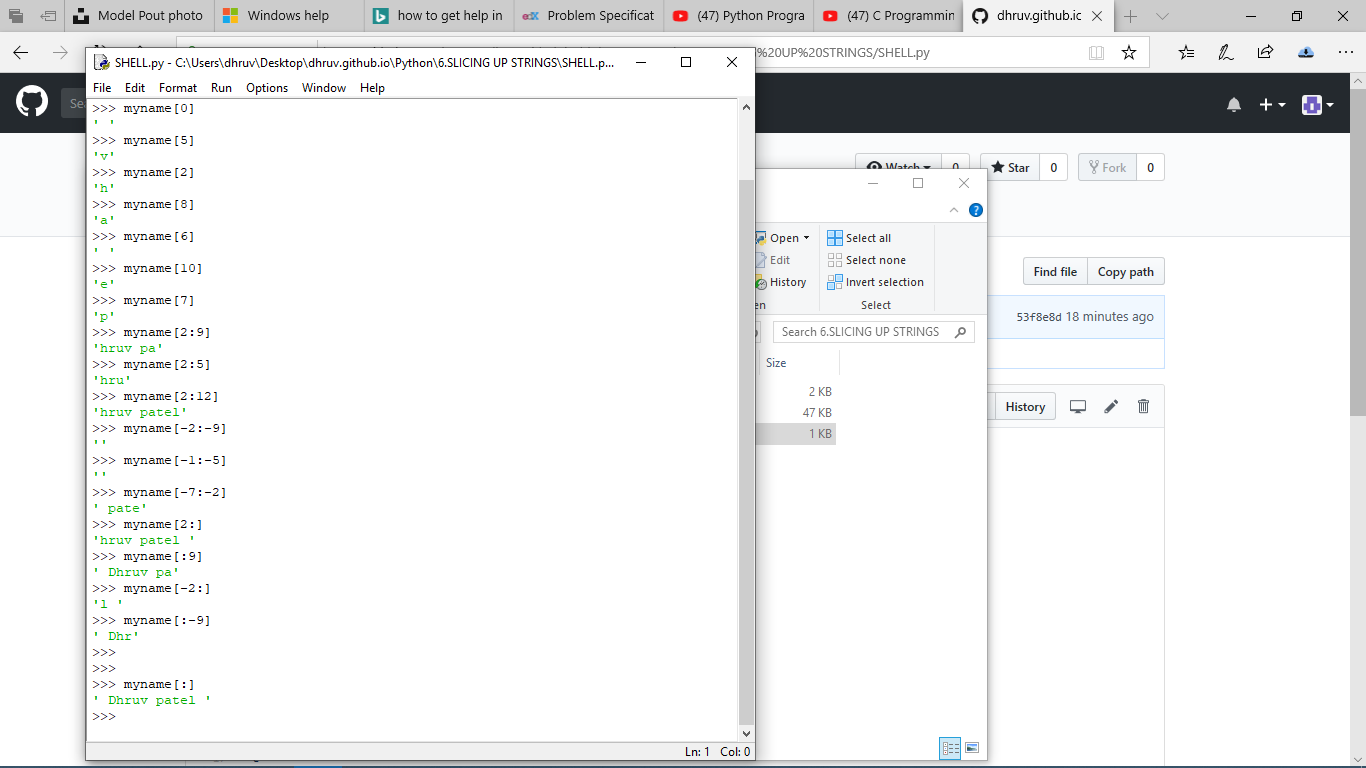 Model Pout photo
Windows help
how to get help in
edX Problem Specificat
(47) Python Progra
(47) C Programmin
dhruv.github.io
%20UP%20STRINGS/SHELL.py
SHELL.py - C:\Users\dhruv\Desktop\dhruv.github.io\Python\6.SLICING UP STRINGS\SHELL.p...
File Edit Format Run Options Window Help
>>> myname[0]
' '
>>> myname[5]
'v'
>>> myname[2]
'h'
>>> myname[8]
'a'
>>> myname[6]
' '
>>> myname[10]
'e'
>>> myname[7]
'p'
>>> myname[2:9]
'hruv pa'
>>> myname[2:5]
'hru'
>>> myname[2:12]
'hruv patel'
>>> myname[-2:-9]
''
>>> myname[-1:-5]
''
>>> myname[-7:-2]
' pate'
>>> myname[2:]
'hruv patel '
>>> myname[:9]
' Dhruv pa'
>>> myname[-2:]
'l '
>>> myname[:-9]
' Dhr'
>>>
>>>
>>> myname[:]
' Dhruv patel '
>>>
Ln: 1 Col: 0
Se
Watch 0
Star 0
Fork 0
Open
Edit
History
en
Select all
Select none
Invert selection
Select
Search 6.SLICING UP STRINGS
Size
2 KB
47 KB
1 KB
Find file Copy path
53f8e8d 18 minutes ago
History